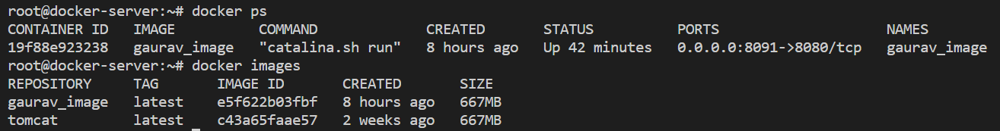 root@docker-server:~# docker ps
CONTAINER ID   IMAGE          COMMAND             CREATED       STATUS          PORTS                    NAMES
19f88e923238   gaurav_image   "catalina.sh run"   8 hours ago   Up 42 minutes   0.0.0.0:8091->8080/tcp   gaurav_image
root@docker-server:~# docker images
REPOSITORY     TAG      IMAGE ID       CREATED       SIZE
gaurav_image   latest   e5f622b03fbf   8 hours ago   667MB
tomcat         latest   c43a65faae57   2 weeks ago   667MB